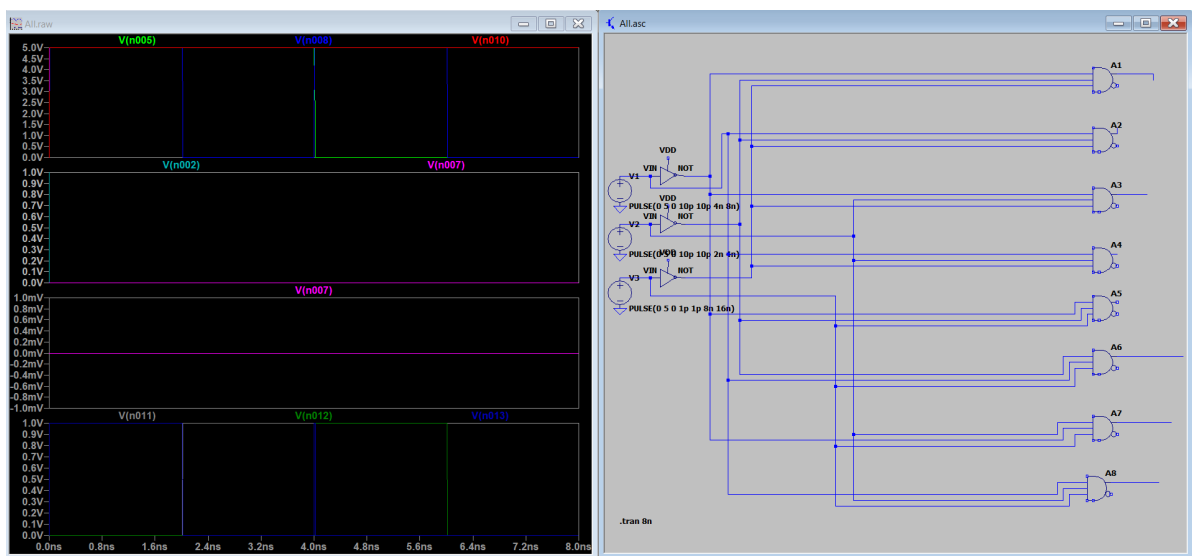 All.raw
V(n005) V(n008) V(n010)
5.0V
4.5V
4.0V
3.5V
3.0V
2.5V
2.0V
1.5V
1.0V
0.5V
0.0V
V(n002) V(n007)
1.0V
0.9V
0.8V
0.7V
0.6V
0.5V
0.4V
0.3V
0.2V
0.1V
0.0V
V(n007)
1.0mV
0.8mV
0.6mV
0.4mV
0.2mV
0.0mV
-0.2mV
-0.4mV
-0.6mV
-0.8mV
-1.0mV
V(n011) V(n012) V(n013)
1.0V
0.9V
0.8V
0.7V
0.6V
0.5V
0.4V
0.3V
0.2V
0.1V
0.0V
0.0ns 0.8ns 1.6ns 2.4ns 3.2ns 4.0ns 4.8ns 5.6ns 6.4ns 7.2ns 8.0ns
All.asc
A1
A2
VDD
VIN NOT
V1
A3
PULSE(0 5 0 10p 10p 4n 8n)
VDD
VIN NOT
V2
A4
PULSE(0 5 0 10p 10p 2n 4n)
VDD
VIN NOT
V3
A5
PULSE(0 5 0 1p 1p 8n 16n)
A6
A7
A8
.tran 8n